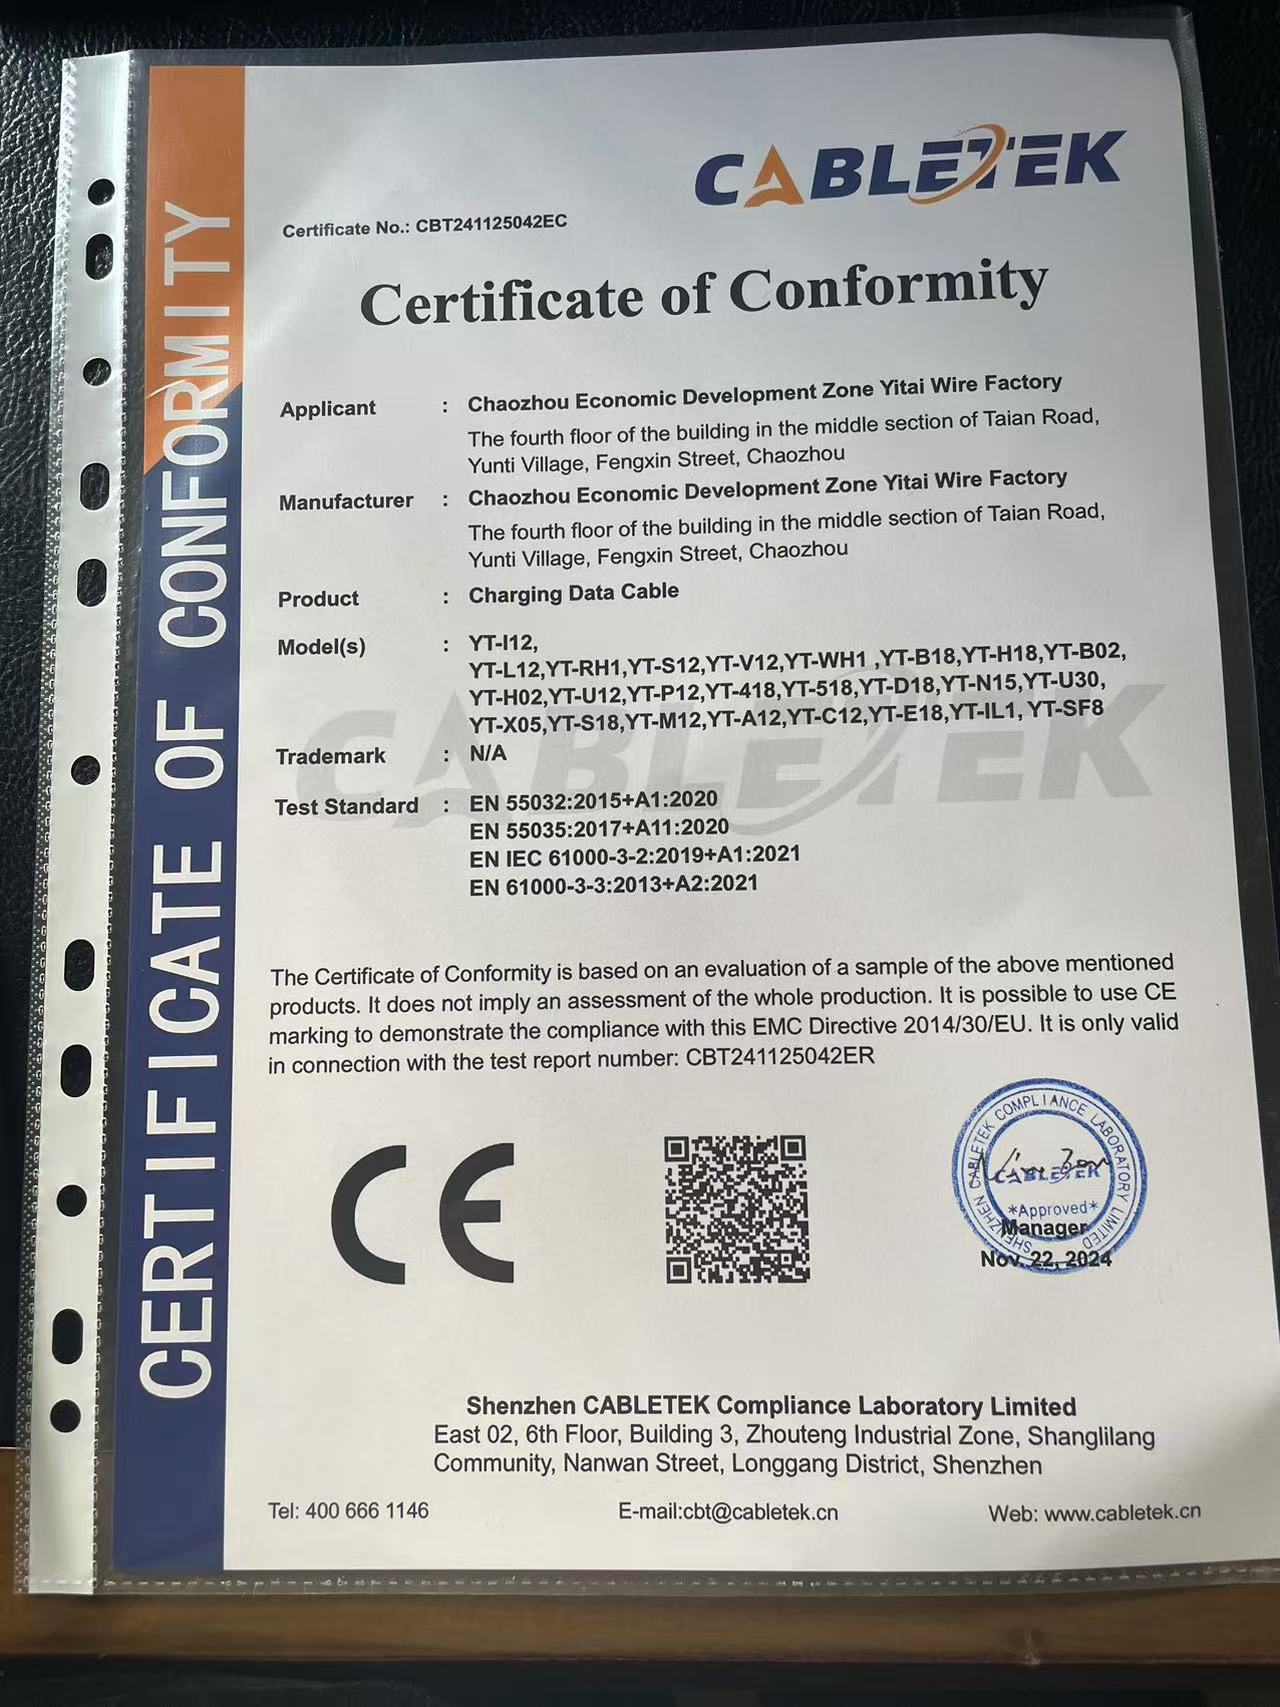 CERTIFICATE OF CONFORMITY
CABLETEK
Certificate No.: CBT241125042EC
Certificate of Conformity
Applicant : Chaozhou Economic Development Zone Yitai Wire Factory
The fourth floor of the building in the middle section of Taian Road,
Yunti Village, Fengxin Street, Chaozhou
Manufacturer : Chaozhou Economic Development Zone Yitai Wire Factory
The fourth floor of the building in the middle section of Taian Road,
Yunti Village, Fengxin Street, Chaozhou
Product : Charging Data Cable
Model(s) : YT-I12,
YT-L12,YT-RH1,YT-S12,YT-V12,YT-WH1 ,YT-B18,YT-H18,YT-B02,
YT-H02,YT-U12,YT-P12,YT-418,YT-518,YT-D18,YT-N15,YT-U30,
YT-X05,YT-S18,YT-M12,YT-A12,YT-C12,YT-E18,YT-IL1, YT-SF8
CABLETEK
Trademark : N/A
Test Standard : EN 55032:2015+A1:2020
EN 55035:2017+A11:2020
EN IEC 61000-3-2:2019+A1:2021
EN 61000-3-3:2013+A2:2021
The Certificate of Conformity is based on an evaluation of a sample of the above mentioned
products. It does not imply an assessment of the whole production. It is possible to use CE
marking to demonstrate the compliance with this EMC Directive 2014/30/EU. It is only valid
in connection with the test report number: CBT241125042ER
CE
SHENZHEN CABLETEK COMPLIANCE LABORATORY LIMITED
CABLETEK
*Approved*
Manager
Nov. 22, 2024
Shenzhen CABLETEK Compliance Laboratory Limited
East 02, 6th Floor, Building 3, Zhouteng Industrial Zone, Shanglilang
Community, Nanwan Street, Longgang District, Shenzhen
Tel: 400 666 1146 E-mail:cbt@cabletek.cn Web: www.cabletek.cn